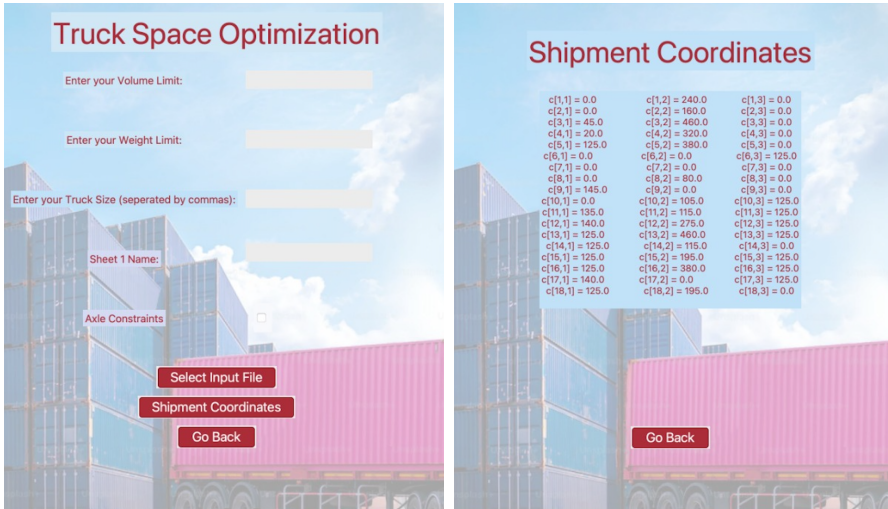 Truck Space Optimization
Enter your Volume Limit:
Enter your Weight Limit:
Enter your Truck Size (seperated by commas):
Sheet 1 Name:
Axle Constraints
Select Input File
Shipment Coordinates
Go Back
Shipment Coordinates
c[1,1] = 0.0 c[1,2] = 240.0 c[1,3] = 0.0
c[2,1] = 0.0 c[2,2] = 160.0 c[2,3] = 0.0
c[3,1] = 45.0 c[3,2] = 460.0 c[3,3] = 0.0
c[4,1] = 20.0 c[4,2] = 320.0 c[4,3] = 0.0
c[5,1] = 125.0 c[5,2] = 380.0 c[5,3] = 0.0
c[6,1] = 0.0 c[6,2] = 0.0 c[6,3] = 125.0
c[7,1] = 0.0 c[7,2] = 0.0 c[7,3] = 0.0
c[8,1] = 0.0 c[8,2] = 80.0 c[8,3] = 0.0
c[9,1] = 145.0 c[9,2] = 0.0 c[9,3] = 0.0
c[10,1] = 0.0 c[10,2] = 105.0 c[10,3] = 125.0
c[11,1] = 135.0 c[11,2] = 115.0 c[11,3] = 125.0
c[12,1] = 140.0 c[12,2] = 275.0 c[12,3] = 125.0
c[13,1] = 125.0 c[13,2] = 460.0 c[13,3] = 125.0
c[14,1] = 125.0 c[14,2] = 115.0 c[14,3] = 0.0
c[15,1] = 125.0 c[15,2] = 195.0 c[15,3] = 125.0
c[16,1] = 125.0 c[16,2] = 380.0 c[16,3] = 125.0
c[17,1] = 140.0 c[17,2] = 0.0 c[17,3] = 125.0
c[18,1] = 125.0 c[18,2] = 195.0 c[18,3] = 0.0
Go Back